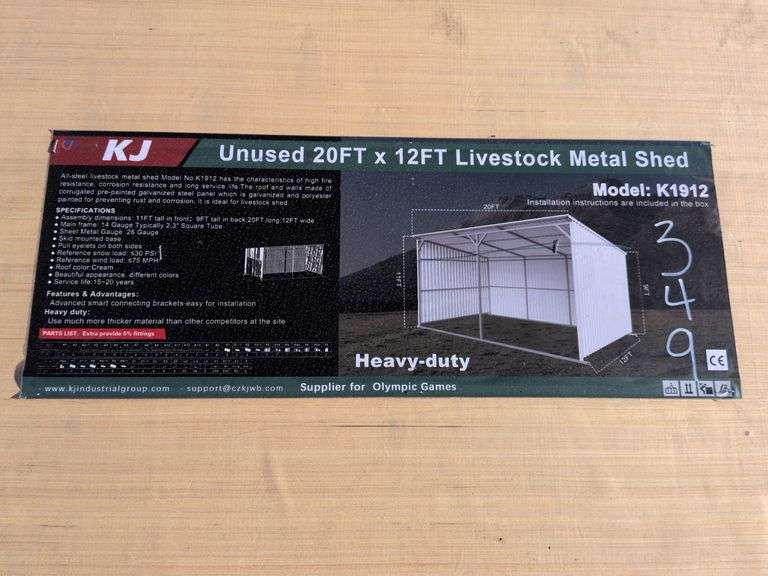 KJ
Unused 20FT x 12FT Livestock Metal Shed
All-steel livestock metal shed Model No.K1912 has the characteristics of high fire
resistance, corrosion resistance and long service life.The roof and walls made of
corrugated pre-painted galvanized steel panel which is galvanized and polyester
painted for preventing rust and corrosion. It is ideal for livestock shed.
SPECIFICATIONS
Assembly dimensions: 11FT tall in front; 9FT tall in back;20FT long;12FT wide
Main frame: 14 Gauge Typically 2.3" Square Tube
Sheet Metal Gauge: 26 Gauge
Skid mounted base
Pull eyelets on both sides
Reference snow load: ≤30 PSF
Reference wind load: ≤75 MPH
Roof color:Cream
Beautiful appearance, different colors
Service life:15~20 years
Features & Advantages:
Advanced smart connecting brackets-easy for installation
Heavy duty:
Use much more thicker material than other competitors at the site
PARTS LIST. Extra provide 5% fittings
Model: K1912
Installation instructions are included in the box
20FT
11FT
9FT
12FT
349
Heavy-duty
CE
www.kjindustrialgroup.com - support@czkjwb.com Supplier for Olympic Games